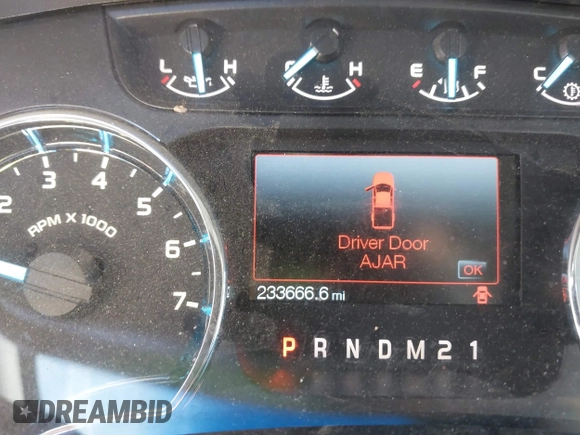 L H
C H
E F
C
2 3 4 5 6 7
RPM X 1000
Driver Door
AJAR
OK
233666.6 mi
P R N D M 2 1
DREAMBID